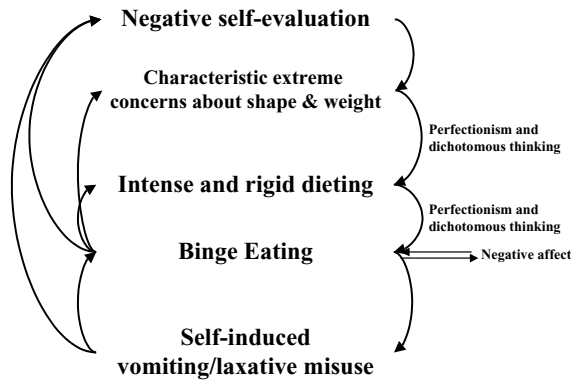 Negative self-evaluation
Characteristic extreme
concerns about shape & weight
Perfectionism and
dichotomous thinking
Intense and rigid dieting
Perfectionism and
dichotomous thinking
Binge Eating
Negative affect
Self-induced
vomiting/laxative misuse